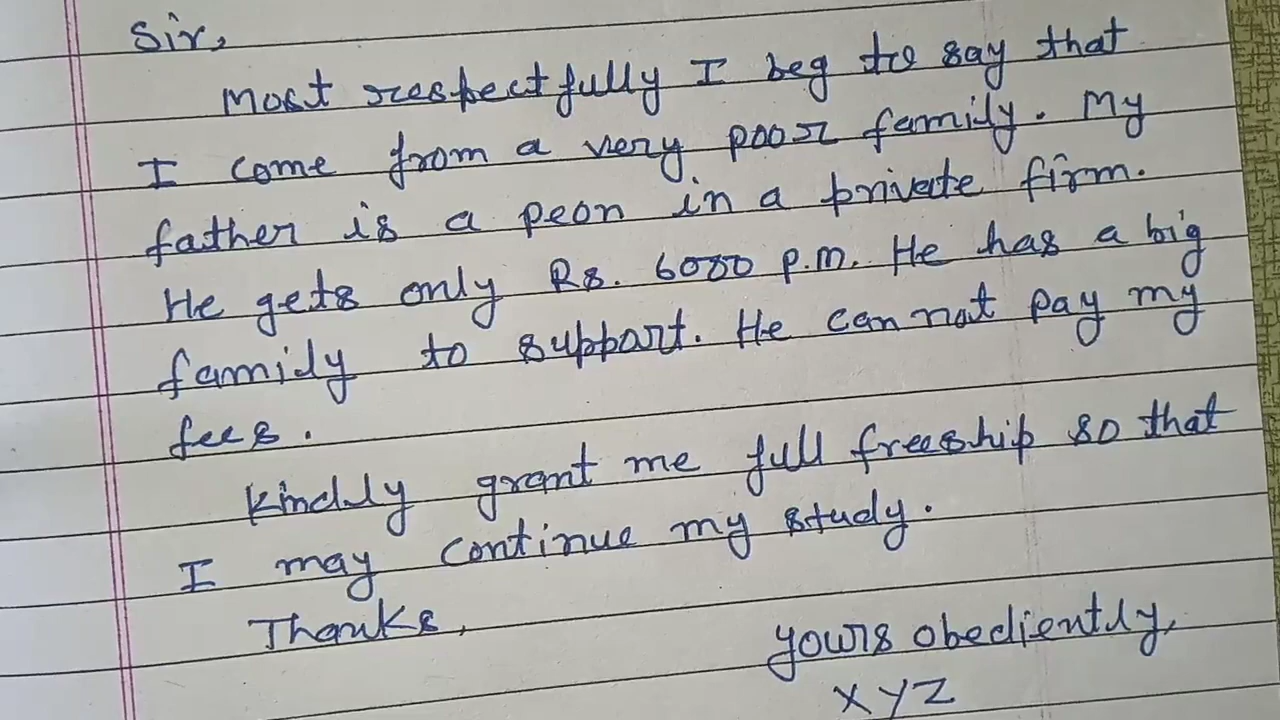 Sir,
Most respectfully I beg to say that
I come from a very poor family. My
father is a peon in a private firm.
He gets only Rs. 6000 p.m. He has a big
family to support. He can not pay my
fees.
Kindly grant me full freeship so that
I may continue my study.
Thanks,
yours obediently,
XYZ